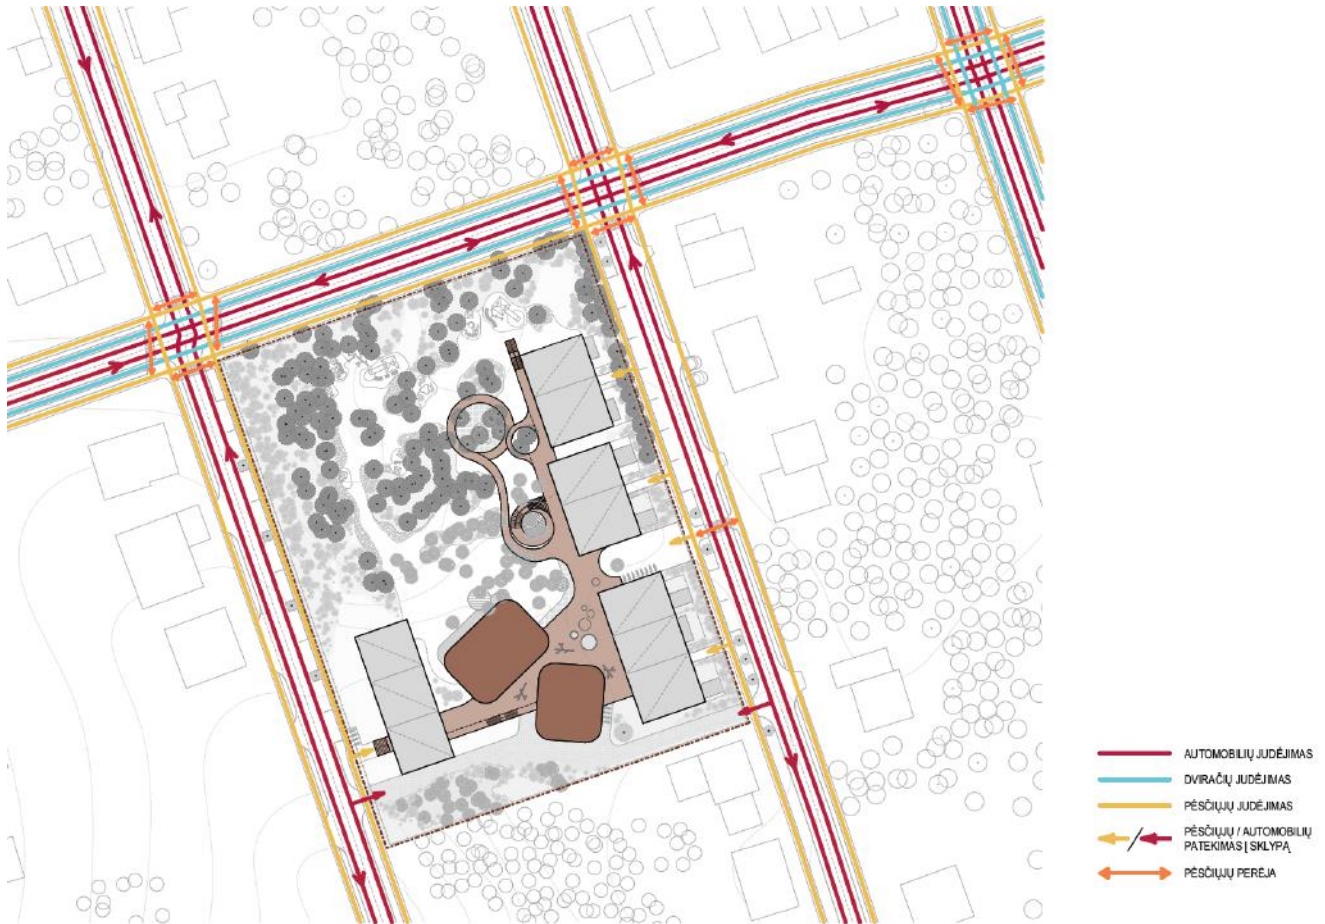 AUTOMOBILIŲ JUDĖJIMAS
DVIRAČIŲ JUDĖJIMAS
PĖSČIŲJŲ JUDĖJIMAS
PĖSČIŲJŲ / AUTOMOBILIŲ
PATEKIMAS Į SKLYPĄ
PĖSČIŲJŲ PERĖJA